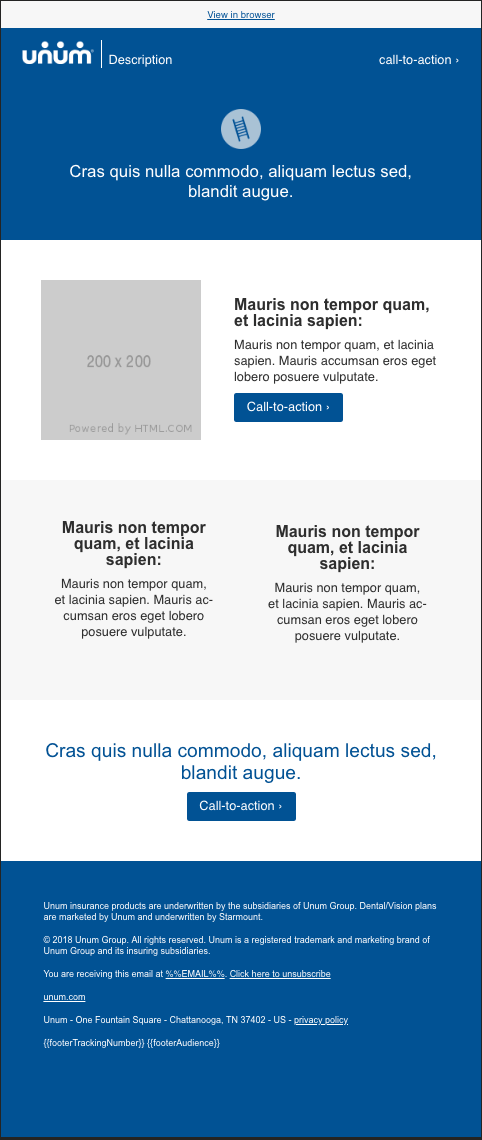 View in browser
unum
Description
call-to-action ›
Cras quis nulla commodo, aliquam lectus sed,
blandit augue.
200 x 200
Powered by HTML.COM
Mauris non tempor quam,
et lacinia sapien:
Mauris non tempor quam, et lacinia
sapien. Mauris accumsan eros eget
lobero posuere vulputate.
Call-to-action ›
Mauris non tempor
quam, et lacinia
sapien:
Mauris non tempor quam,
et lacinia sapien. Mauris ac-
cumsan eros eget lobero
posuere vulputate.
Mauris non tempor
quam, et lacinia
sapien:
Mauris non tempor quam,
et lacinia sapien. Mauris ac-
cumsan eros eget lobero
posuere vulputate.
Cras quis nulla commodo, aliquam lectus sed,
blandit augue.
Call-to-action ›
Unum insurance products are underwritten by the subsidiaries of Unum Group. Dental/Vision plans
are marketed by Unum and underwritten by Starmount.
© 2018 Unum Group. All rights reserved. Unum is a registered trademark and marketing brand of
Unum Group and its insuring subsidiaries.
You are receiving this email at %%EMAIL%%. Click here to unsubscribe
unum.com
Unum - One Fountain Square - Chattanooga, TN 37402 - US - privacy policy
{{footerTrackingNumber}} {{footerAudience}}